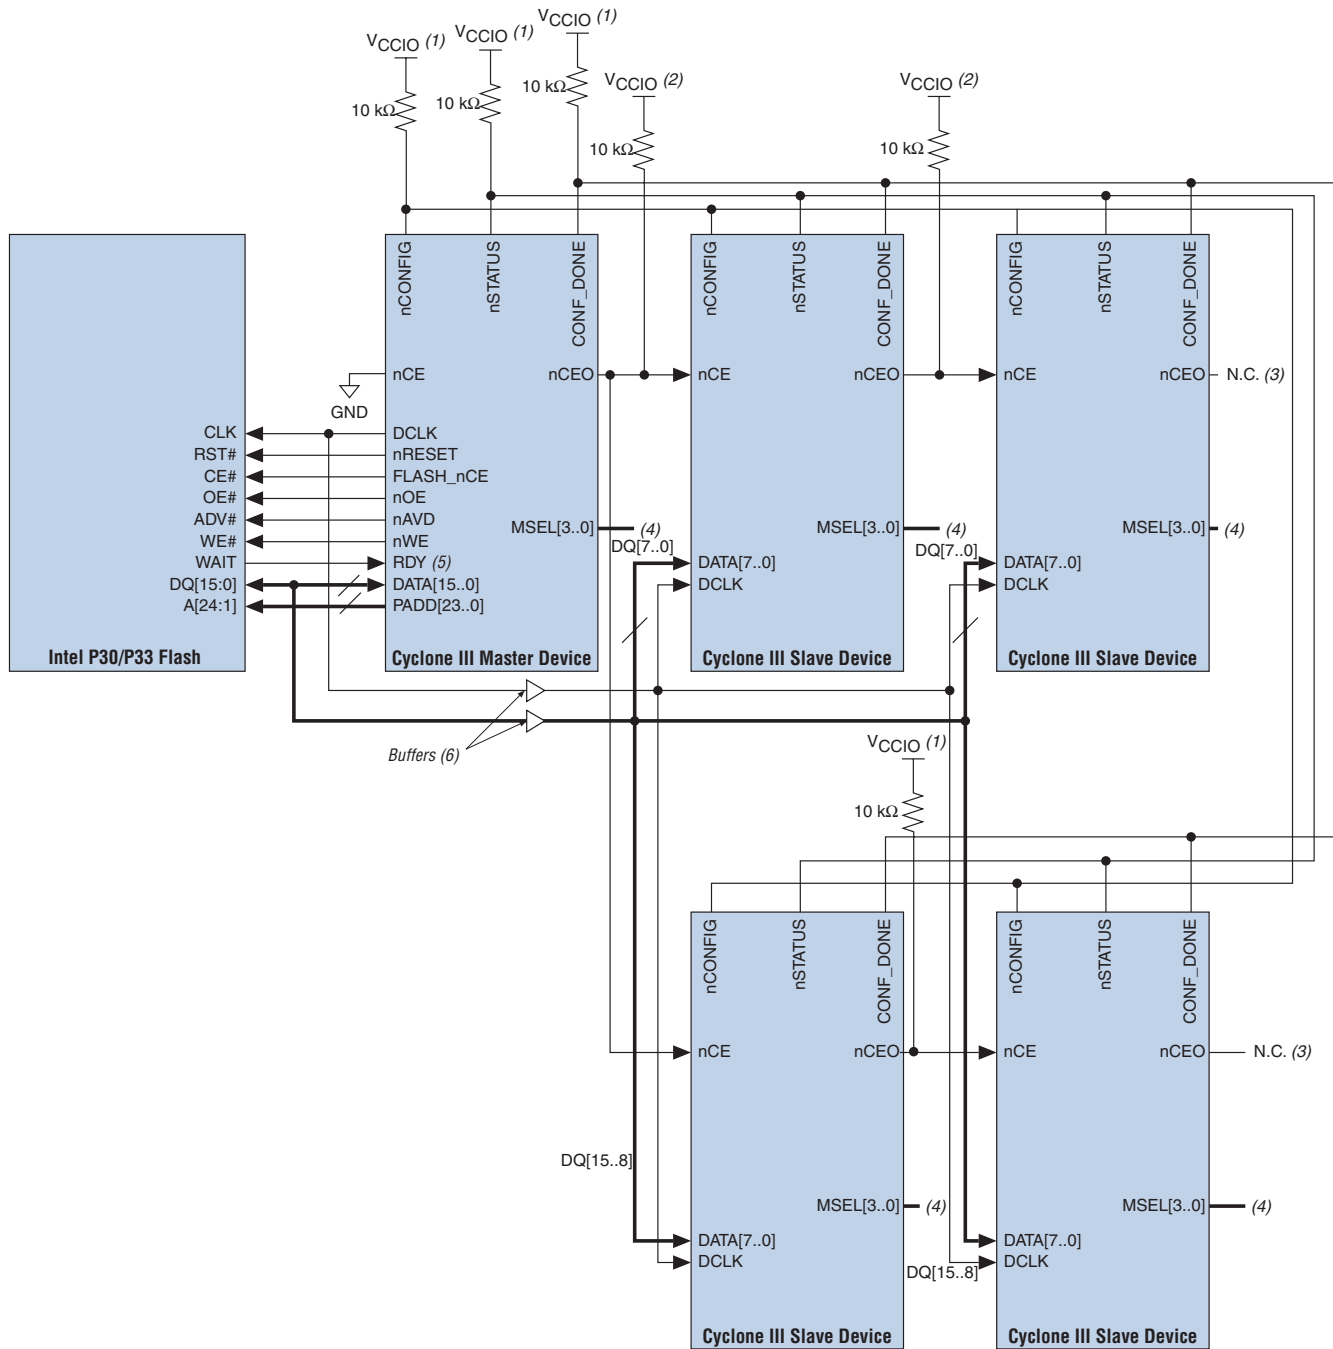 VCCIO (1)
VCCIO (1)
VCCIO (1)
VCCIO (2)
VCCIO (2)
10 kΩ
10 kΩ
10 kΩ
10 kΩ
10 kΩ
nCONFIG
nSTATUS
CONF_DONE
nCONFIG
nSTATUS
CONF_DONE
nCONFIG
nSTATUS
CONF_DONE
nCE
nCEO
nCE
nCEO
nCE
nCEO
N.C. (3)
GND
CLK
RST#
CE#
OE#
ADV#
WE#
WAIT
DQ[15:0]
A[24:1]
Intel P30/P33 Flash
DCLK
nRESET
FLASH_nCE
nOE
nAVD
nWE
RDY (5)
DATA[15..0]
PADD[23..0]
MSEL[3..0]
(4)
Cyclone III Master Device
DQ[7..0]
DATA[7..0]
DCLK
MSEL[3..0]
(4)
Cyclone III Slave Device
DQ[7..0]
DATA[7..0]
DCLK
MSEL[3..0]
(4)
Cyclone III Slave Device
Buffers (6)
VCCIO (1)
10 kΩ
nCONFIG
nSTATUS
CONF_DONE
nCONFIG
nSTATUS
CONF_DONE
nCE
nCEO
nCE
nCEO
N.C. (3)
DQ[15..8]
MSEL[3..0]
(4)
DATA[7..0]
DCLK
Cyclone III Slave Device
MSEL[3..0]
(4)
DATA[7..0]
DCLK
DQ[15..8]
Cyclone III Slave Device